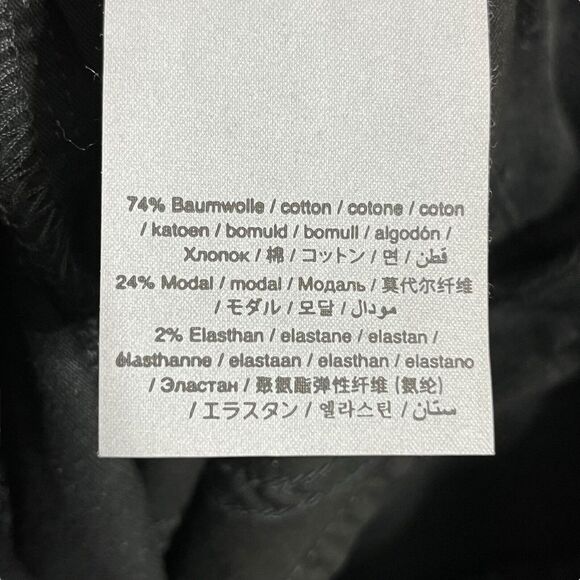 74% Baumwolle / cotton / cotone / coton
/ katoen / bomuld / bomull / algodón /
Хлопок / 棉 / コットン / 면 / قطن /
24% Modal / modal / Модаль / 莫代尔纤维
/ モダル / 모달 / مودال /
2% Elasthan / elastane / elastan /
élasthanne / elastaan / elasthan / elastano
/ Эластан / 聚氨酯弹性纤维 (氨纶)
/ エラスタン / 엘라스틴 / ستان /